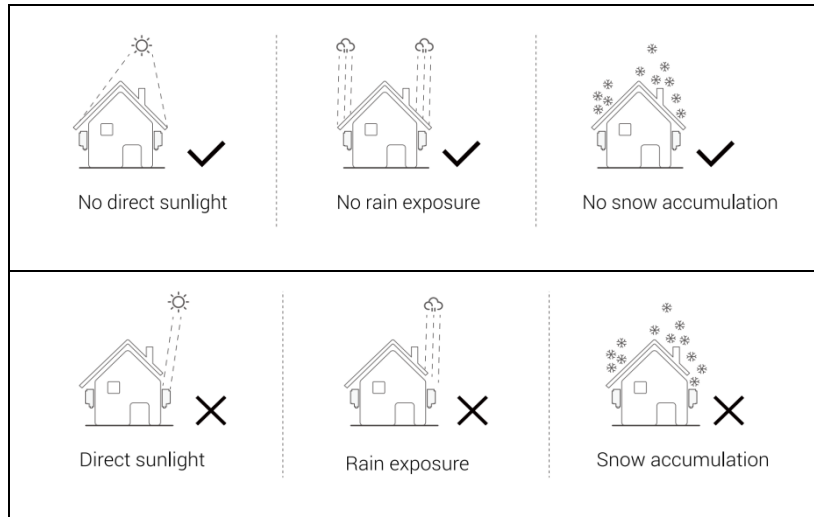 No direct sunlight
No rain exposure
No snow accumulation
Direct sunlight
Rain exposure
Snow accumulation